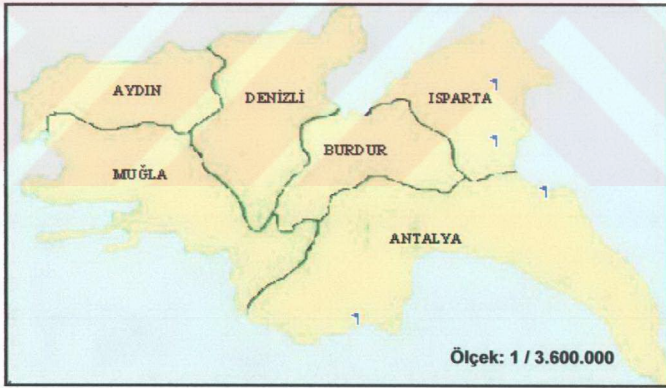 AYDIN
DENİZLİ
ISPARTA
BURDUR
MUĞLA
ANTALYA
Ölçek: 1 / 3.600.000